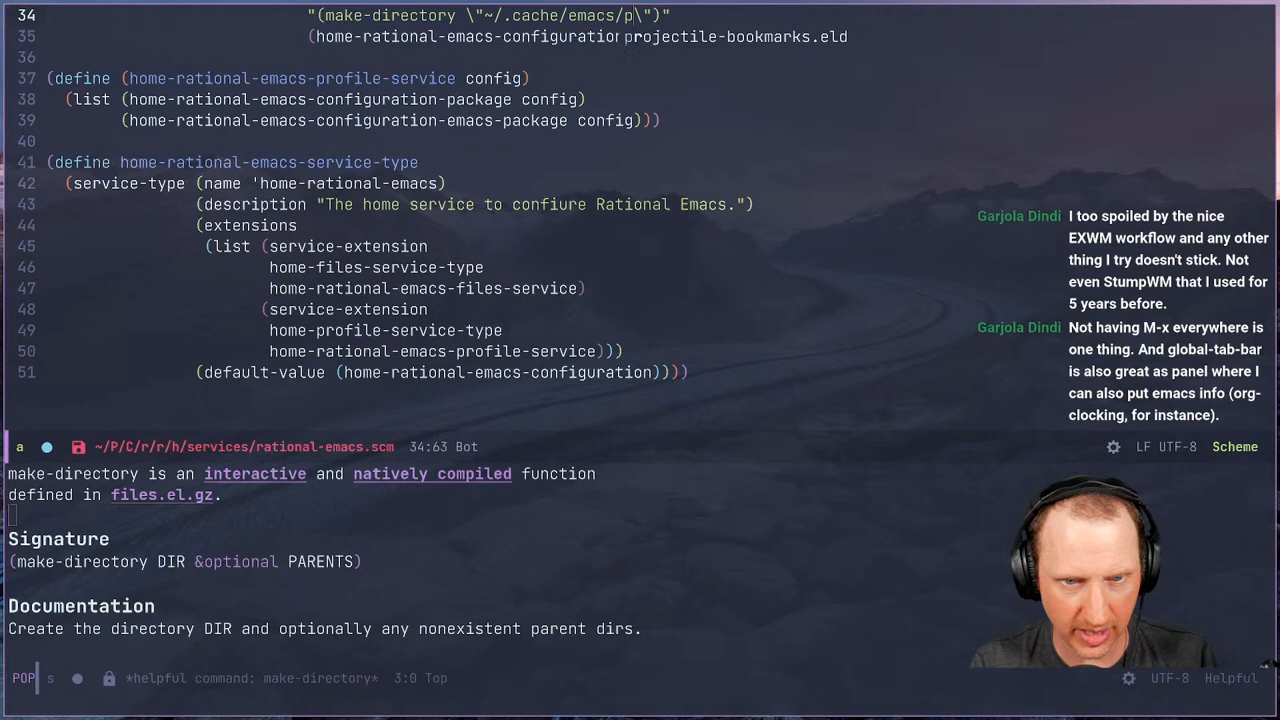 34 "(make-directory \"~/.cache/emacs/p\")"
35 (home-rational-emacs-configuration projectile-bookmarks.eld
36
37 (define (home-rational-emacs-profile-service config)
38 (list (home-rational-emacs-configuration-package config)
39 (home-rational-emacs-configuration-emacs-package config)))
40
41 (define home-rational-emacs-service-type
42 (service-type (name 'home-rational-emacs)
43 (description "The home service to confiure Rational Emacs.")
44 (extensions
45 (list (service-extension
46 home-files-service-type
47 home-rational-emacs-files-service)
48 (service-extension
49 home-profile-service-type
50 home-rational-emacs-profile-service)))
51 (default-value (home-rational-emacs-configuration))))
Garjola Dindi I too spoiled by the nice
EXWM workflow and any other
thing I try doesn't stick. Not
even StumpWM that I used for
5 years before.
Garjola Dindi Not having M-x everywhere is
one thing. And global-tab-bar
is also great as panel where I
can also put emacs info (org-
clocking, for instance).
a ~/P/C/r/r/h/services/rational-emacs.scm 34:63 Bot LF UTF-8 Scheme
make-directory is an interactive and natively compiled function
defined in files.el.gz.
Signature
(make-directory DIR &optional PARENTS)
Documentation
Create the directory DIR and optionally any nonexistent parent dirs.
POP s *helpful command: make-directory* 3:0 Top UTF-8 Helpful